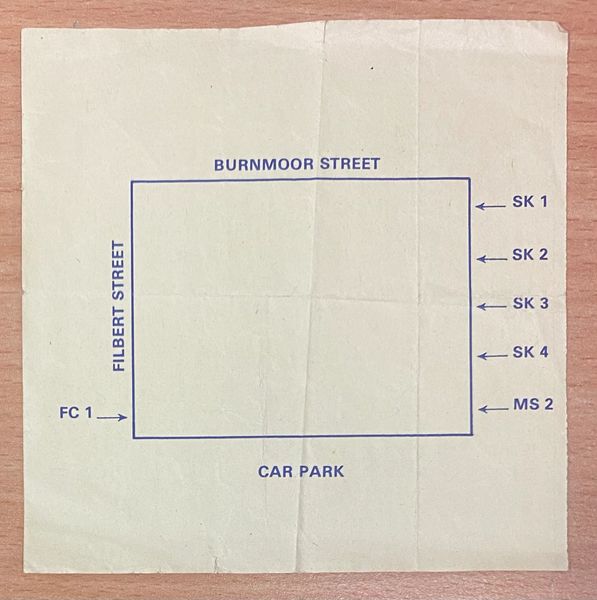 BURNMOOR STREET
SK 1
SK 2
FILBERT STREET
SK 3
SK 4
FC 1
MS 2
CAR PARK